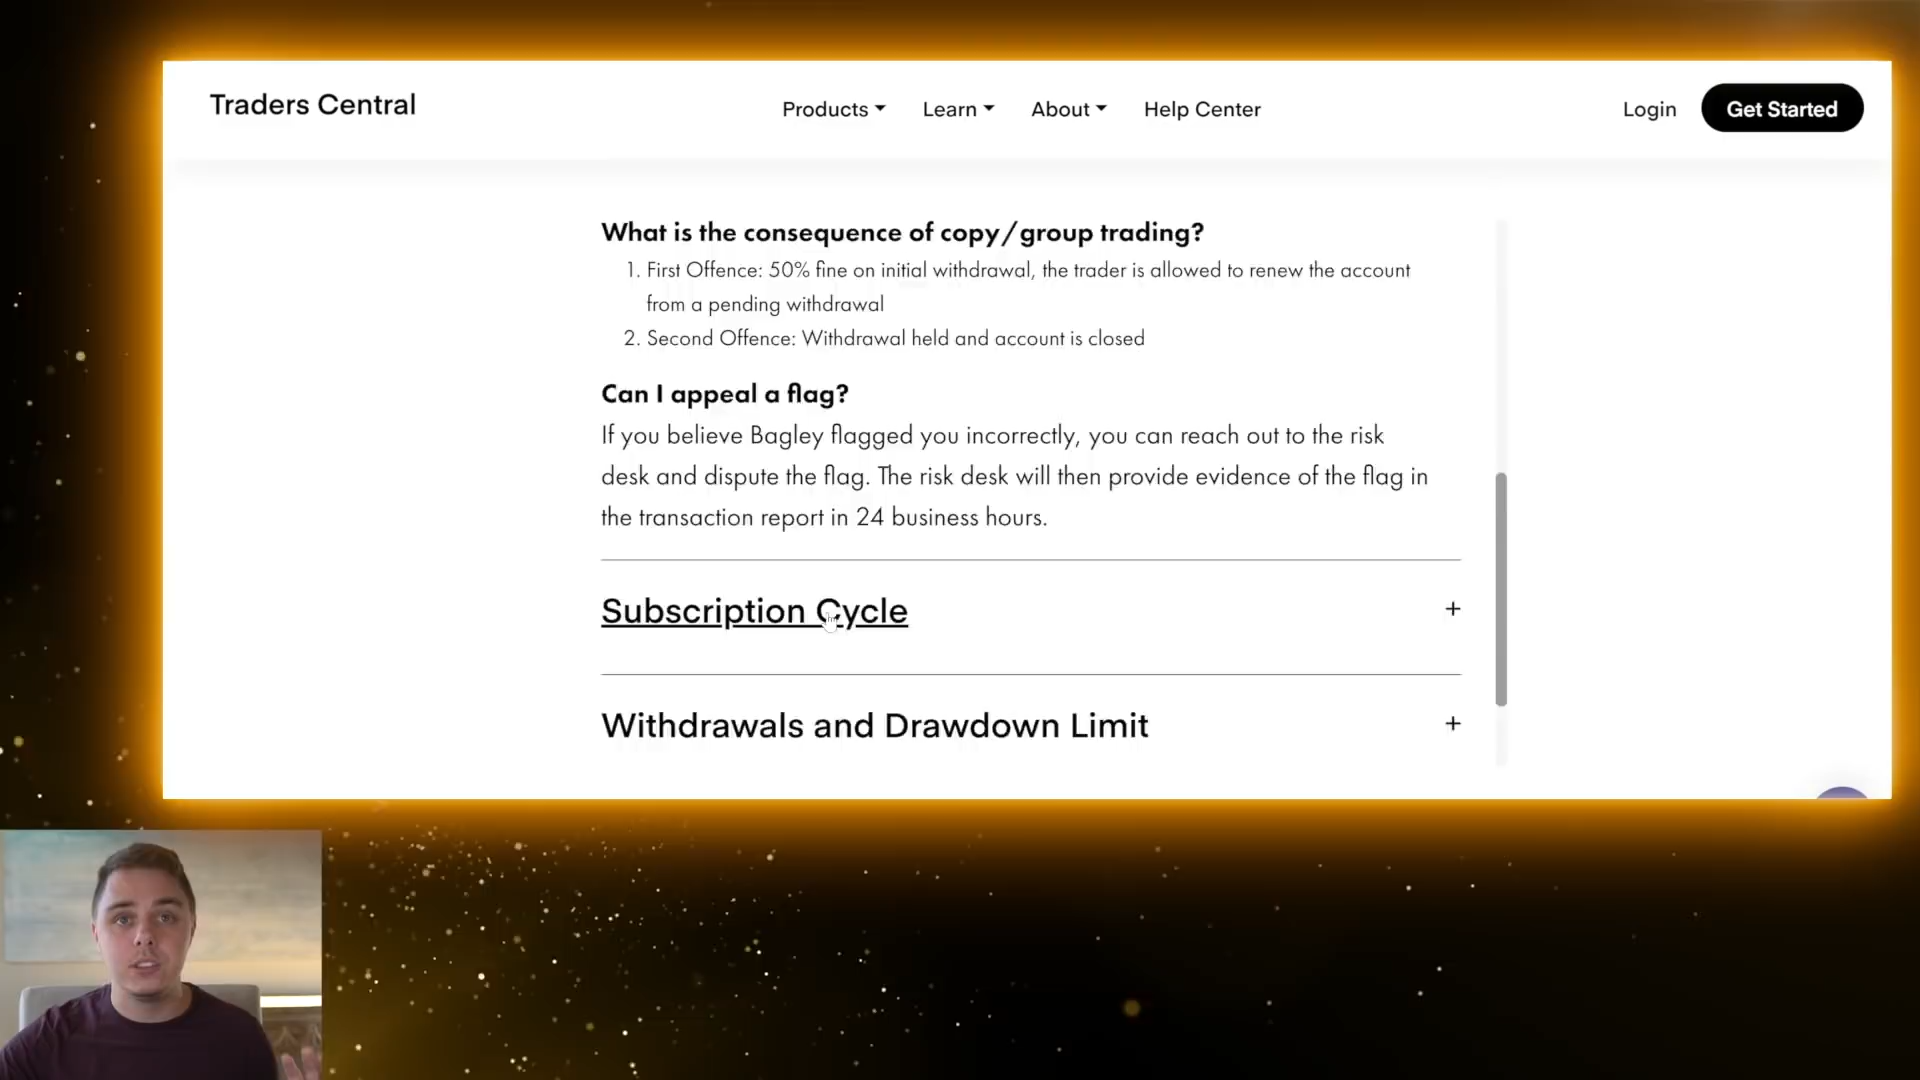 Traders Central
Products
Learn
About
Help Center
Login
Get Started
What is the consequence of copy/group trading?
1. First Offence: 50% fine on initial withdrawal, the trader is allowed to renew the account
from a pending withdrawal
2. Second Offence: Withdrawal held and account is closed
Can I appeal a flag?
If you believe Bagley flagged you incorrectly, you can reach out to the risk
desk and dispute the flag. The risk desk will then provide evidence of the flag in
the transaction report in 24 business hours.
Subscription Cycle +
Withdrawals and Drawdown Limit +